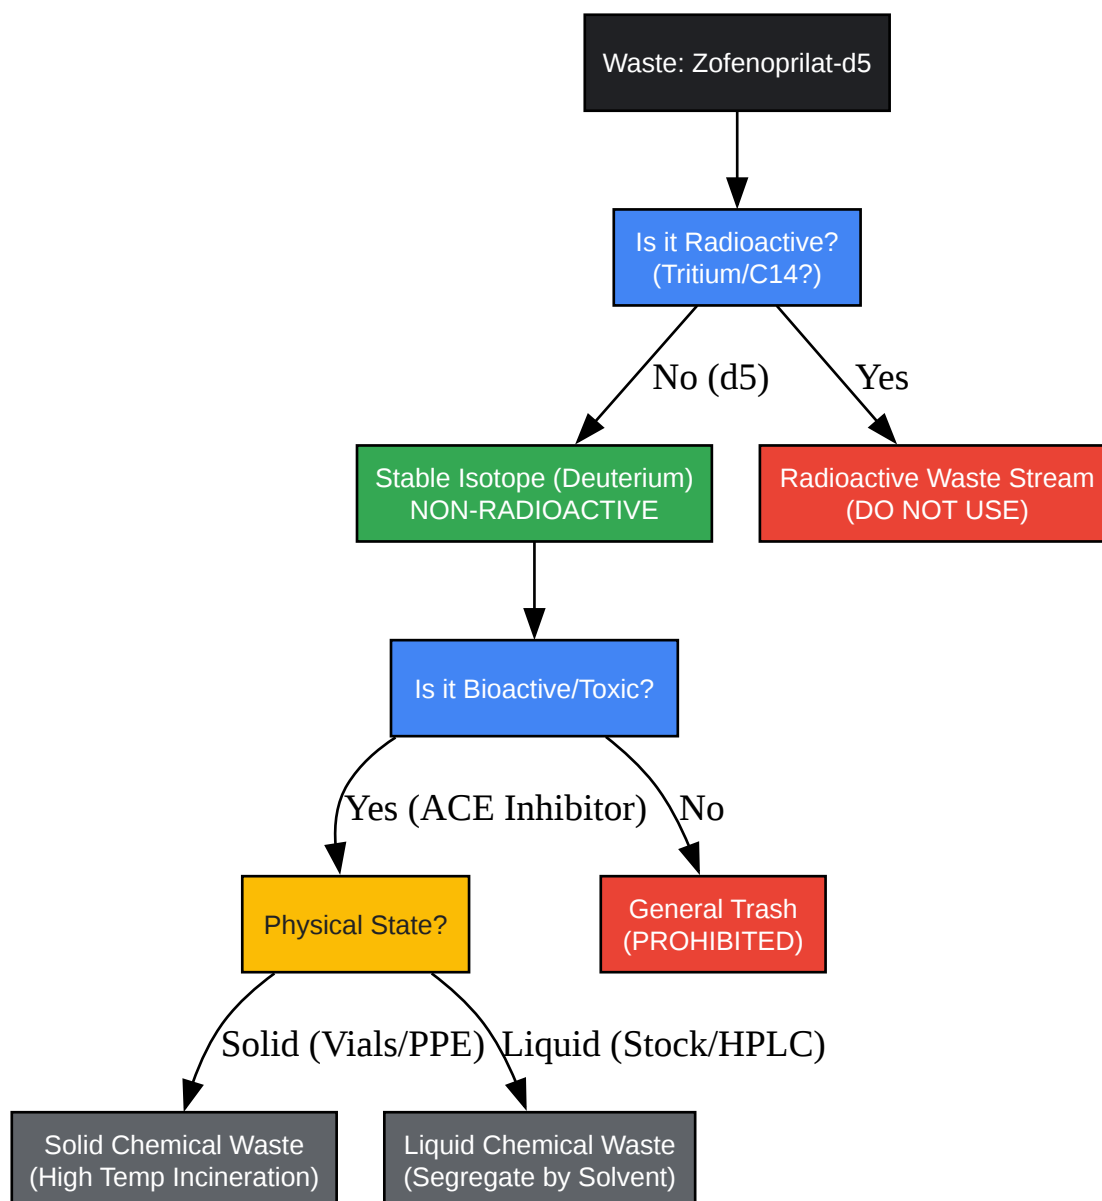 Waste: Zofenoprilat-d5
Is it Radioactive?
(Tritium/C14?)
No (d5)
Yes
Stable Isotope (Deuterium)
NON-RADIOACTIVE
Radioactive Waste Stream
(DO NOT USE)
Is it Bioactive/Toxic?
Yes (ACE Inhibitor)
No
Physical State?
General Trash
(PROHIBITED)
Solid (Vials/PPE)
Liquid (Stock/HPLC)
Solid Chemical Waste
(High Temp Incineration)
Liquid Chemical Waste
(Segregate by Solvent)